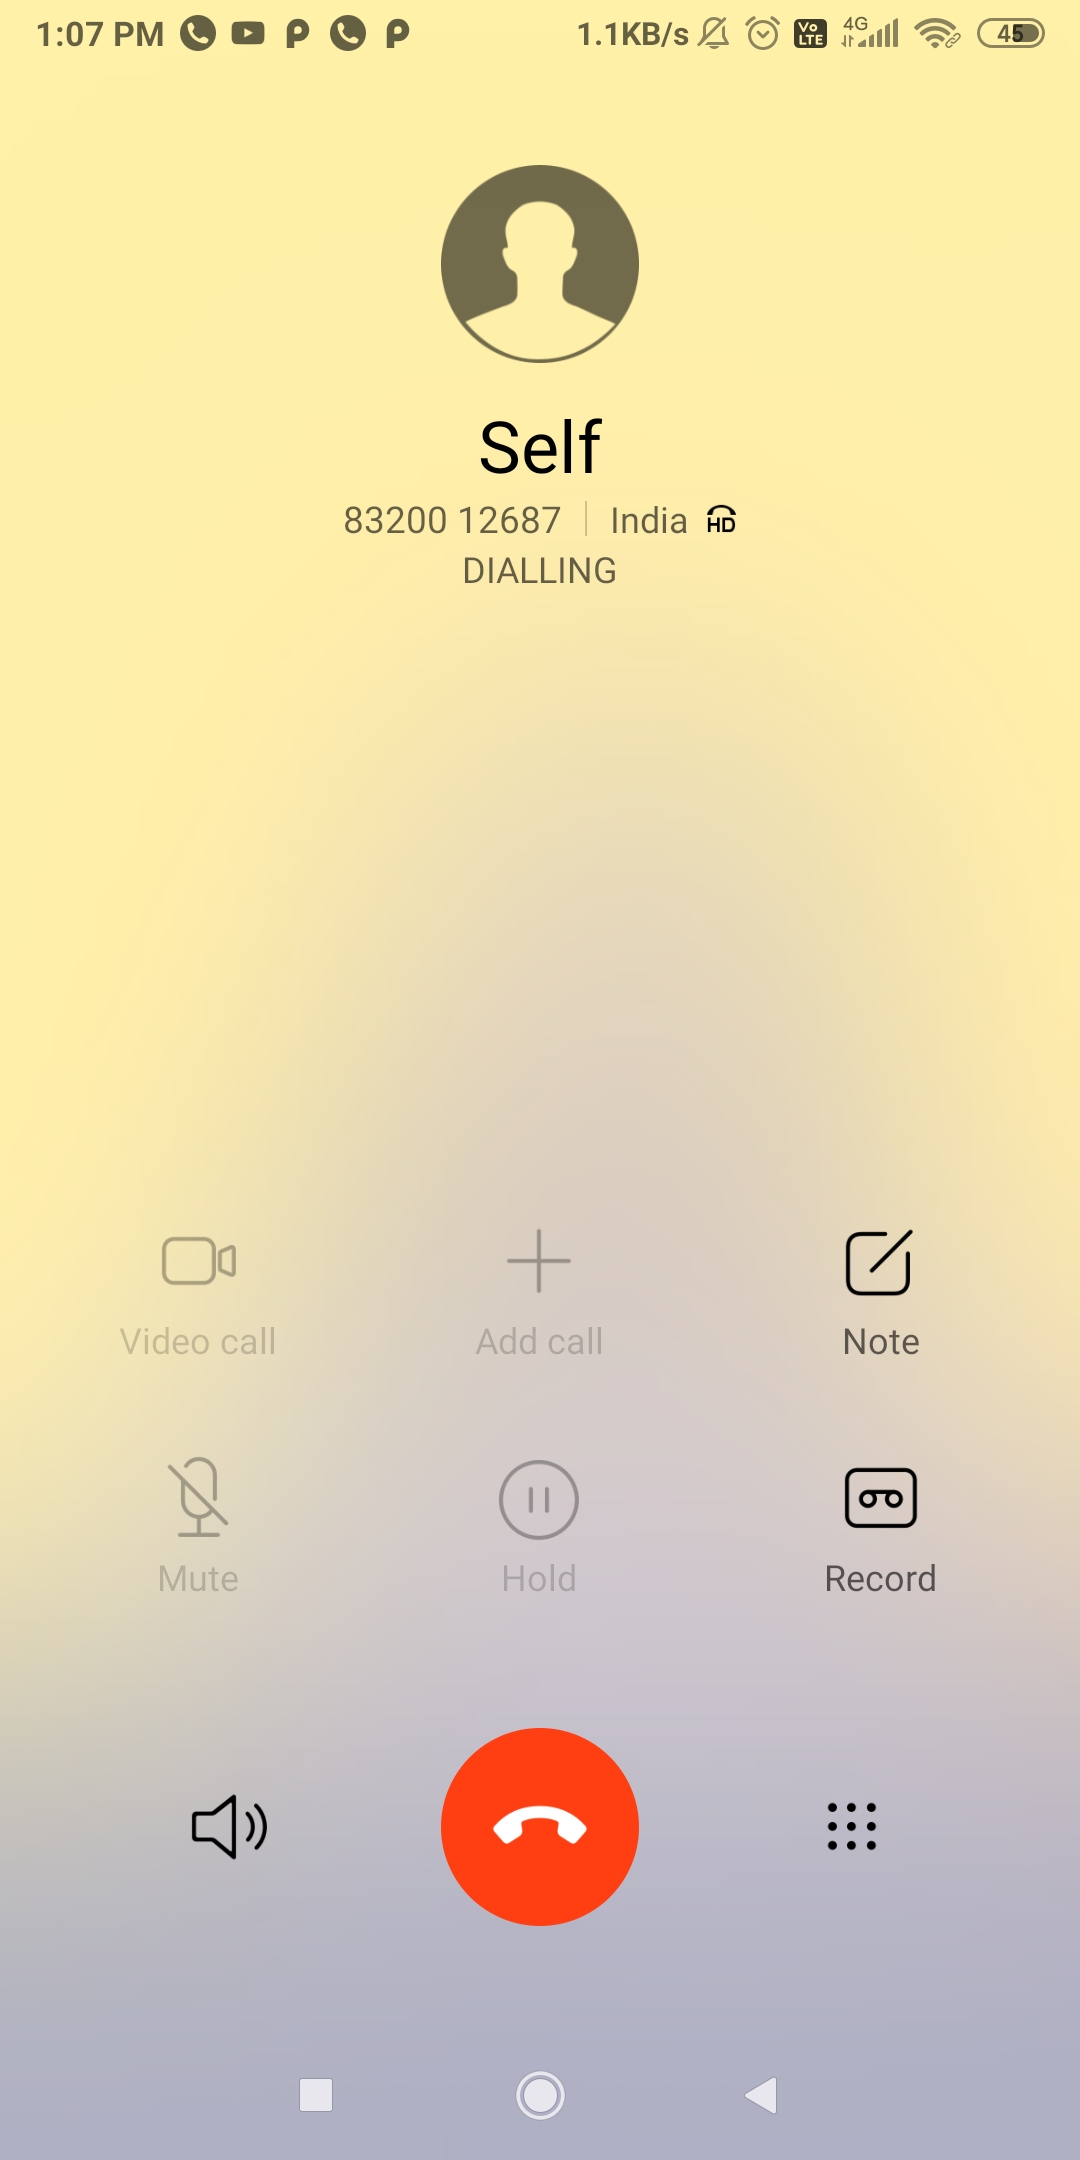 1:07 PM 1.1KB/s Vo LTE 4G 45
Self
83200 12687 India HD
DIALLING
Video call Add call Note
Mute Hold Record